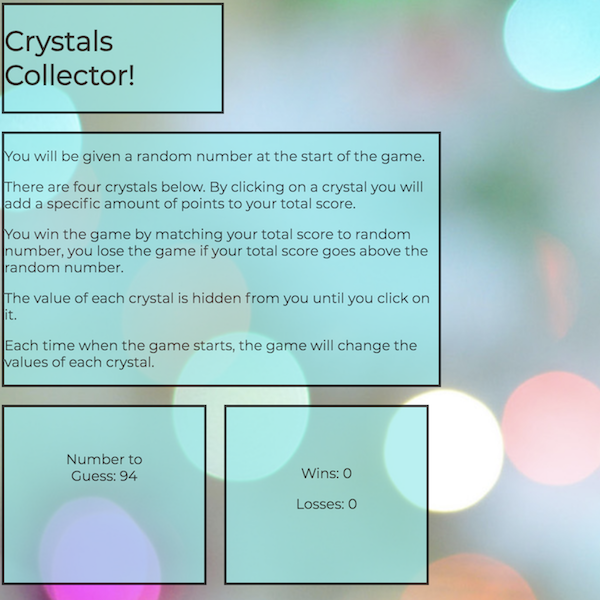 Crystals
Collector!
You will be given a random number at the start of the game.
There are four crystals below. By clicking on a crystal you will
add a specific amount of points to your total score.
You win the game by matching your total score to random
number, you lose the game if your total score goes above the
random number.
The value of each crystal is hidden from you until you click on
it.
Each time when the game starts, the game will change the
values of each crystal.
Number to
Guess: 94
Wins: 0
Losses: 0